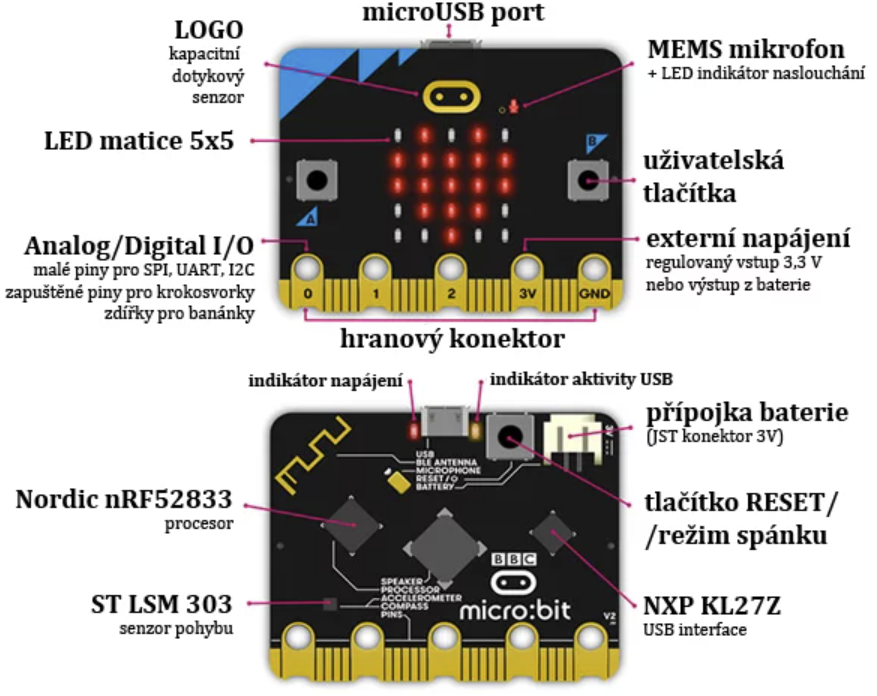 microUSB port
LOGO
kapacitní
dotykový
senzor
MEMS mikrofon
+ LED indikátor naslouchání
LED matice 5x5
B
uživatelská
tlačítka
A
Analog/Digital I/O
malé piny pro SPI, UART, I2C
zapuštěné piny pro krokosvorky
zdířky pro banánky
externí napájení
regulovaný vstup 3,3 V
nebo výstup z baterie
0 1 2 3V GND
hranový konektor
indikátor napájení
indikátor aktivity USB
přípojka baterie
(JST konektor 3V)
3V
USB
BLE ANTENNA
MICROPHONE
RESET/
BATTERY
Nordic nRF52833
procesor
tlačítko RESET/
/režim spánku
BBC
micro:bit
SPEAKER
PROCESSOR
ACCELEROMETER
COMPASS
PINS
ST LSM 303
senzor pohybu
NXP KL27Z
USB interface
V2